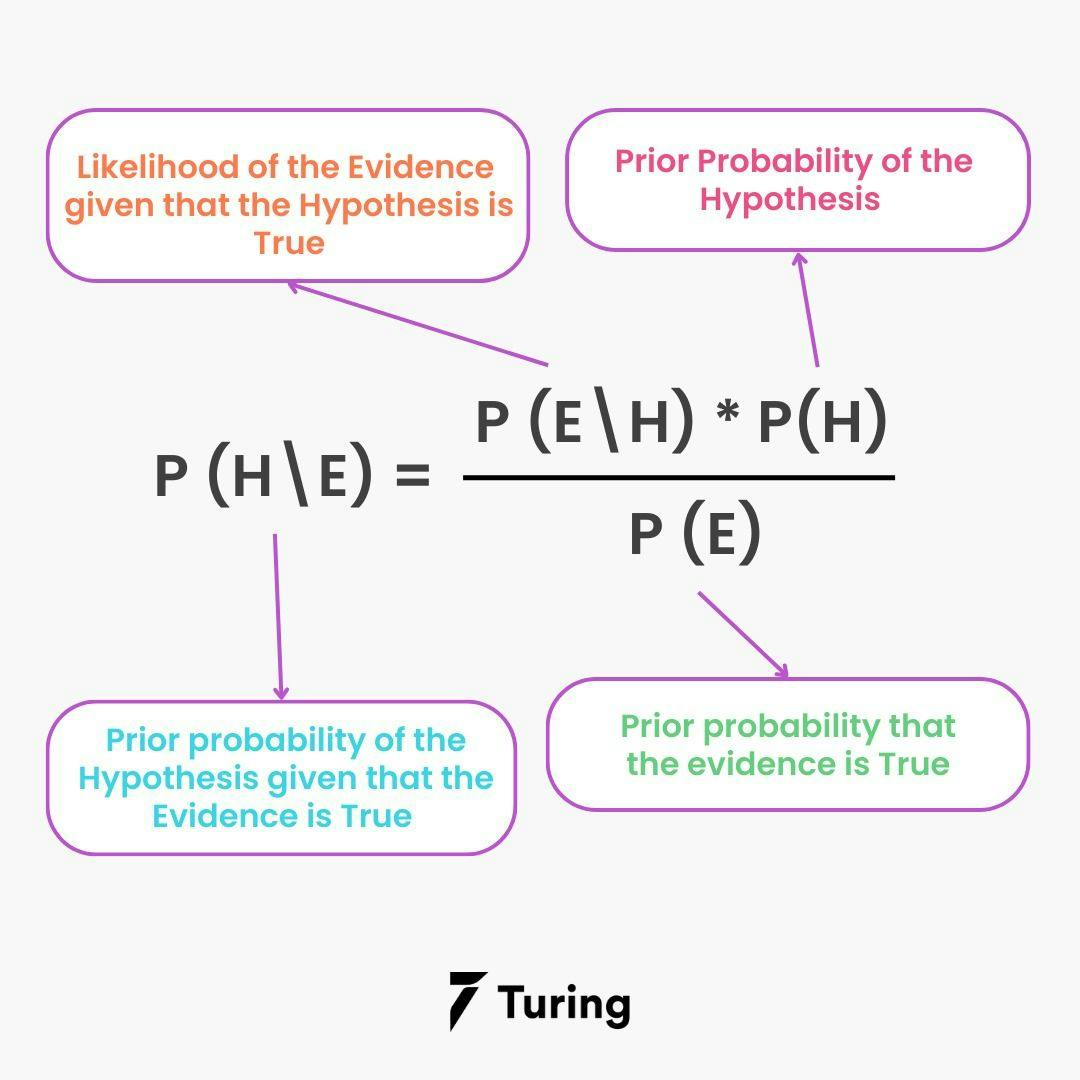 Likelihood of the Evidence
given that the Hypothesis is
True
Prior Probability of the
Hypothesis
P (E\H) * P(H)
P (H\E) =
P (E)
Prior probability of the
Hypothesis given that the
Evidence is True
Prior probability that
the evidence is True
Turing